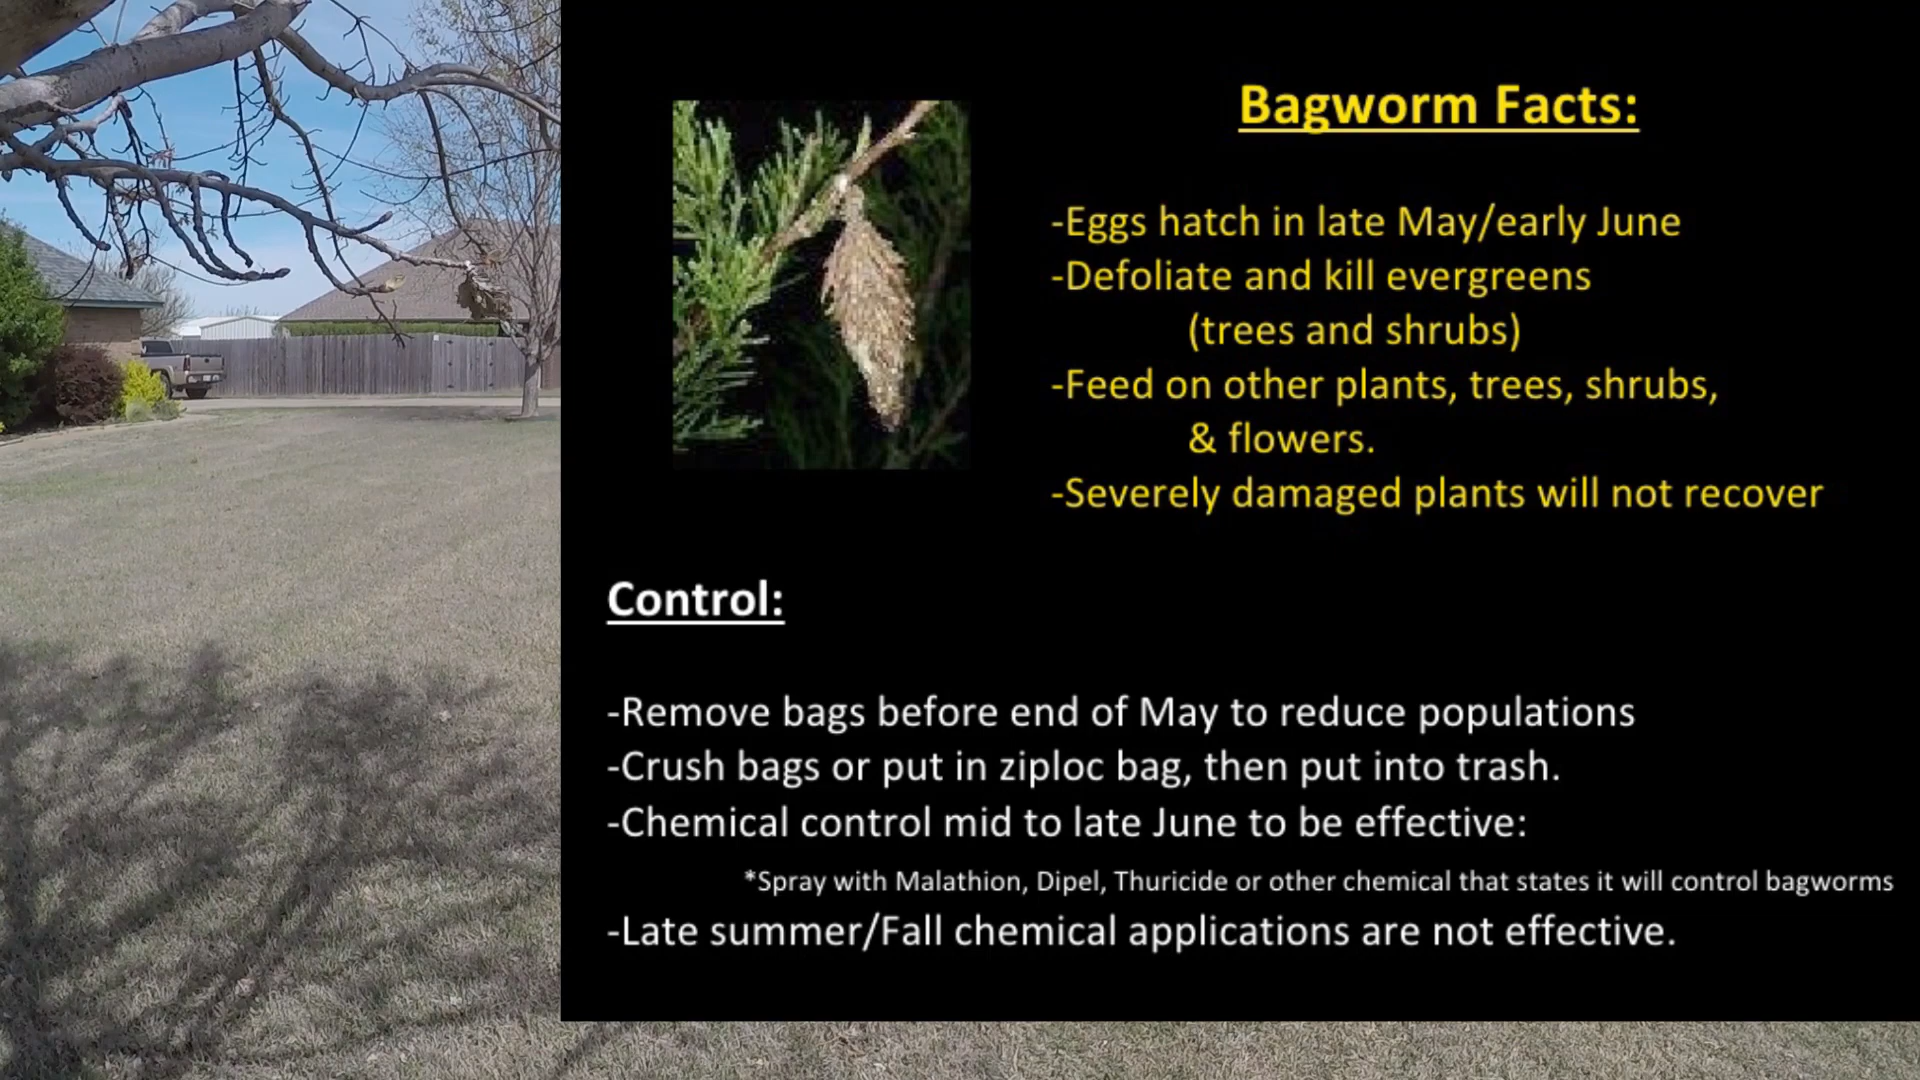 Bagworm Facts:
-Eggs hatch in late May/early June
-Defoliate and kill evergreens
(trees and shrubs)
-Feed on other plants, trees, shrubs,
& flowers.
-Severely damaged plants will not recover
Control:
-Remove bags before end of May to reduce populations
-Crush bags or put in ziploc bag, then put into trash.
-Chemical control mid to late June to be effective:
*Spray with Malathion, Dipel, Thuricide or other chemical that states it will control bagworms
-Late summer/Fall chemical applications are not effective.